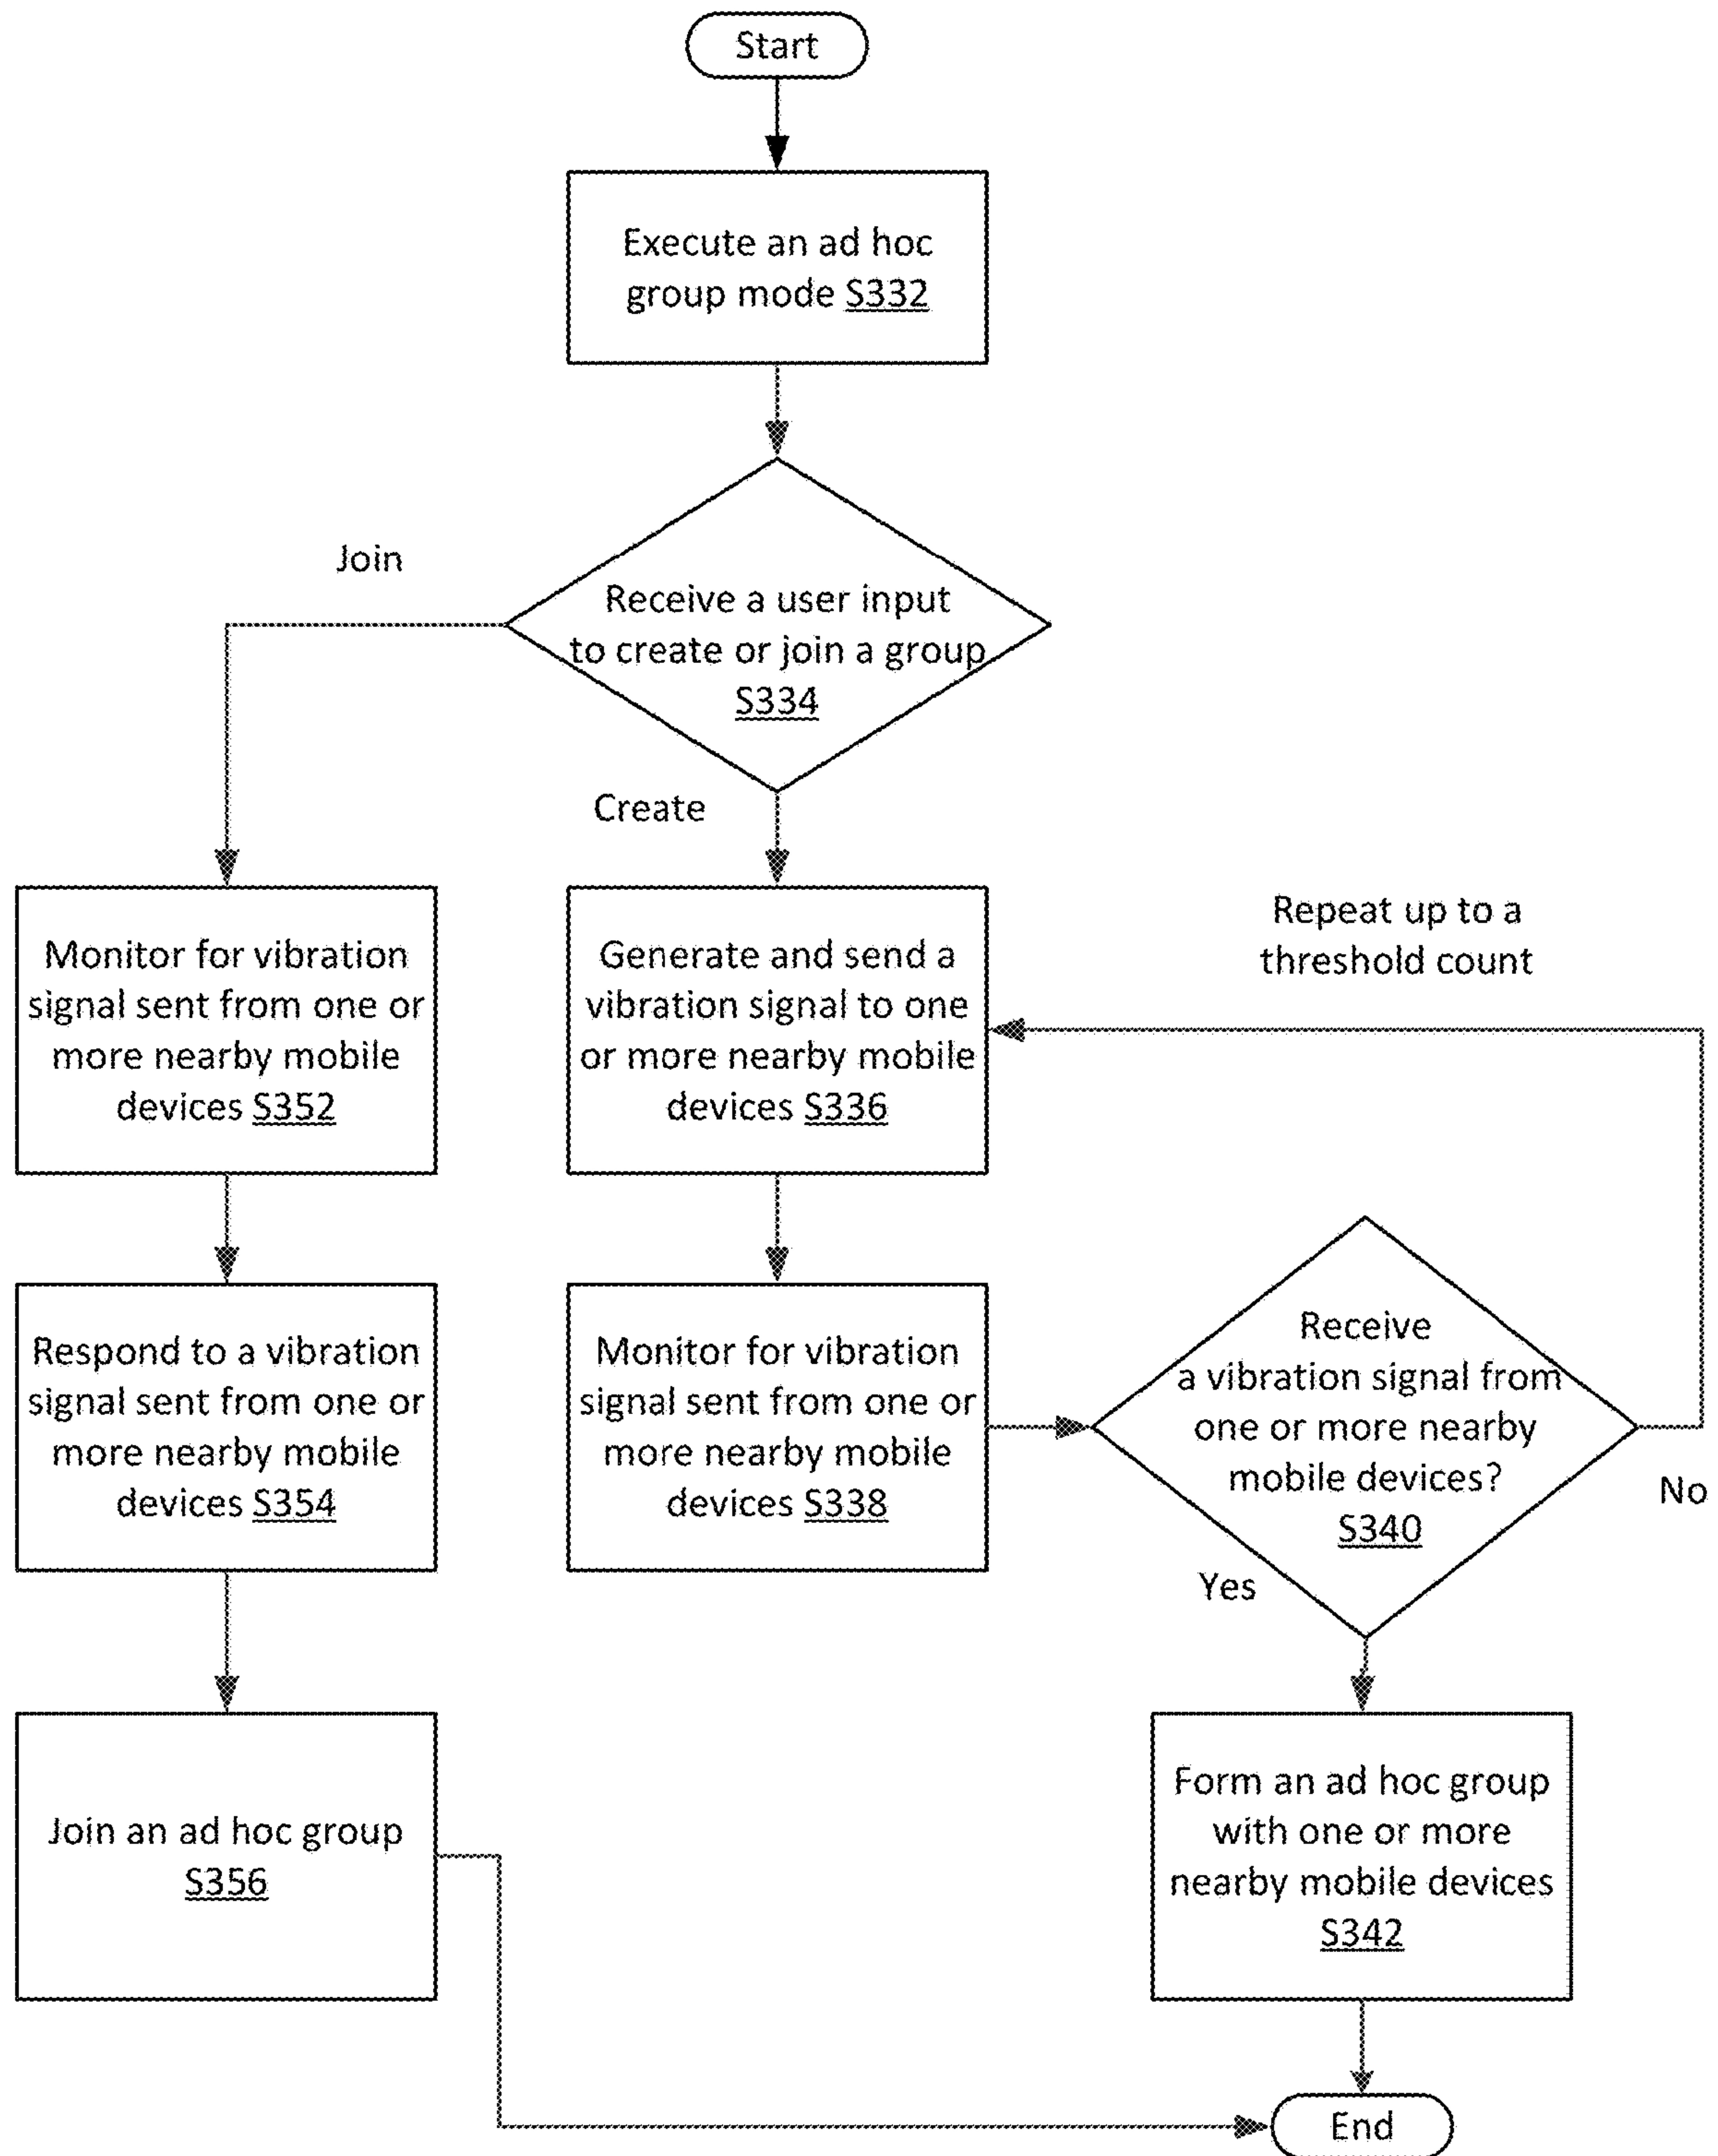 Start
Execute an ad hoc
group mode S332
Receive a user input
to create or join a group
S334
Join
Create
Monitor for vibration
signal sent from one or
more nearby mobile
devices S352
Generate and send a
vibration signal to one
or more nearby mobile
devices S336
Repeat up to a
threshold count
Respond to a vibration
signal sent from one or
more nearby mobile
devices S354
Monitor for vibration
signal sent from one or
more nearby mobile
devices S338
Receive
a vibration signal from
one or more nearby
mobile devices?
S340
No
Yes
Join an ad hoc group
S356
Form an ad hoc group
with one or more
nearby mobile devices
S342
End